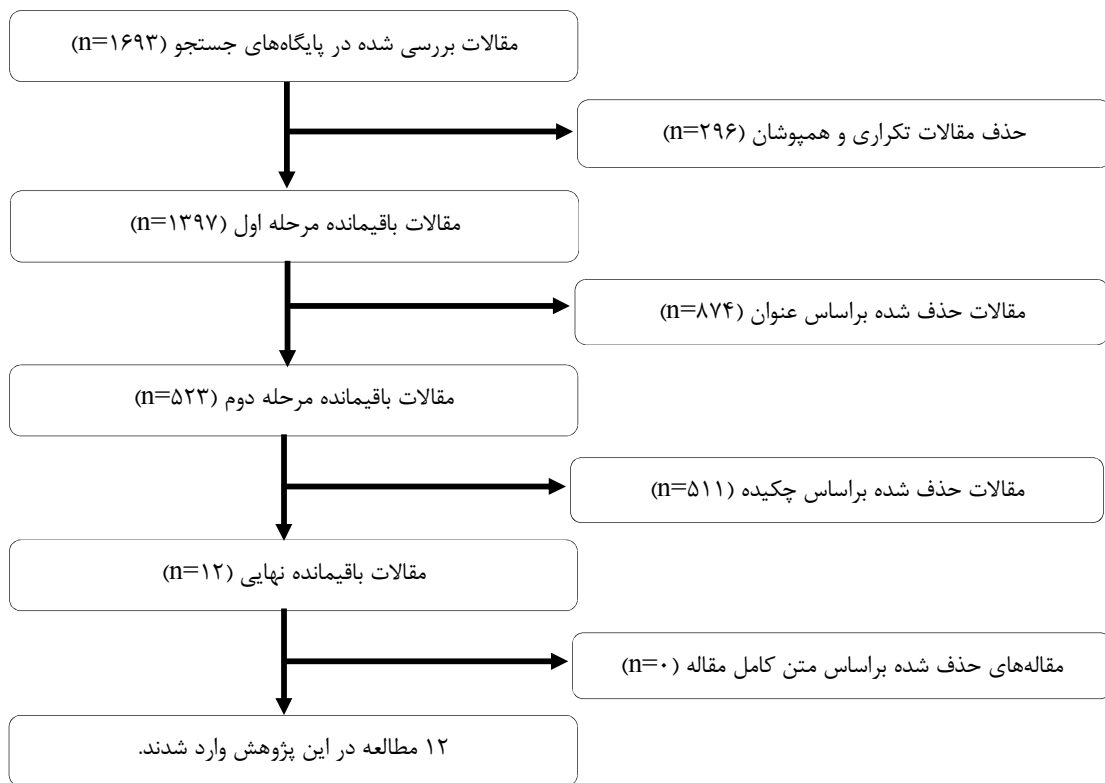 مقالات بررسی شده در پایگاه‌های جستجو (n=۱۶۹۳)
حذف مقالات تکراری و همپوشان (n=۲۹۶)
مقالات باقیمانده مرحله اول (n=۱۳۹۷)
مقالات حذف شده براساس عنوان (n=۸۷۴)
مقالات باقیمانده مرحله دوم (n=۵۲۳)
مقالات حذف شده براساس چکیده (n=۵۱۱)
مقالات باقیمانده نهایی (n=۱۲)
مقاله‌های حذف شده براساس متن کامل مقاله (n=۰)
۱۲ مطالعه در این پژوهش وارد شدند.